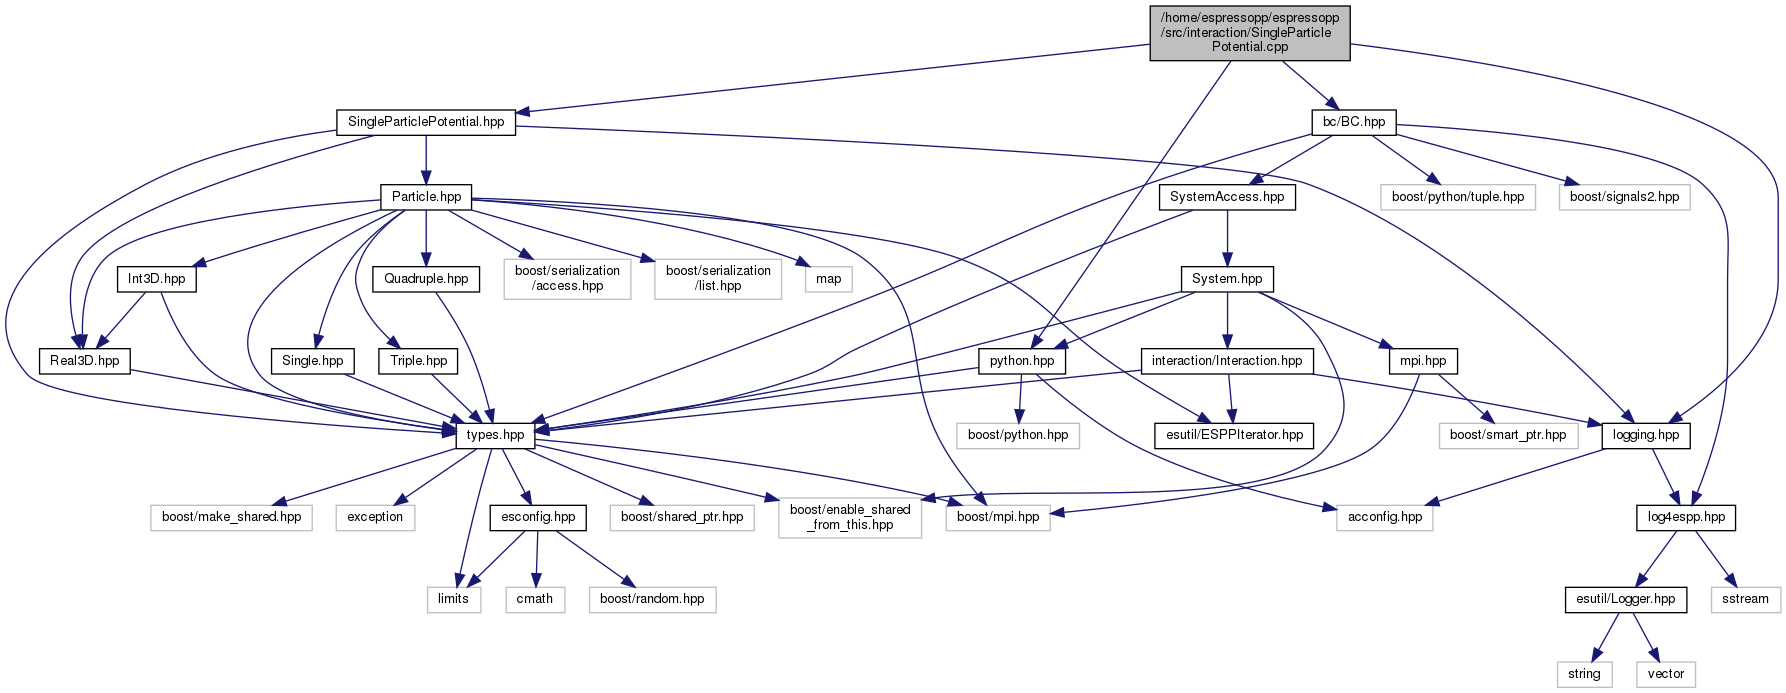 /home/espressopp/espressopp
/src/interaction/SingleParticle
Potential.cpp
SingleParticlePotential.hpp
bc/BC.hpp
Particle.hpp
SystemAccess.hpp
boost/python/tuple.hpp
boost/signals2.hpp
Int3D.hpp
Quadruple.hpp
boost/serialization
/access.hpp
boost/serialization
/list.hpp
map
System.hpp
Real3D.hpp
Single.hpp
Triple.hpp
python.hpp
interaction/Interaction.hpp
mpi.hpp
types.hpp
boost/python.hpp
esutil/ESPPIterator.hpp
boost/smart_ptr.hpp
logging.hpp
boost/make_shared.hpp
exception
esconfig.hpp
boost/shared_ptr.hpp
boost/enable_shared
_from_this.hpp
boost/mpi.hpp
acconfig.hpp
log4espp.hpp
limits
cmath
boost/random.hpp
esutil/Logger.hpp
sstream
string
vector